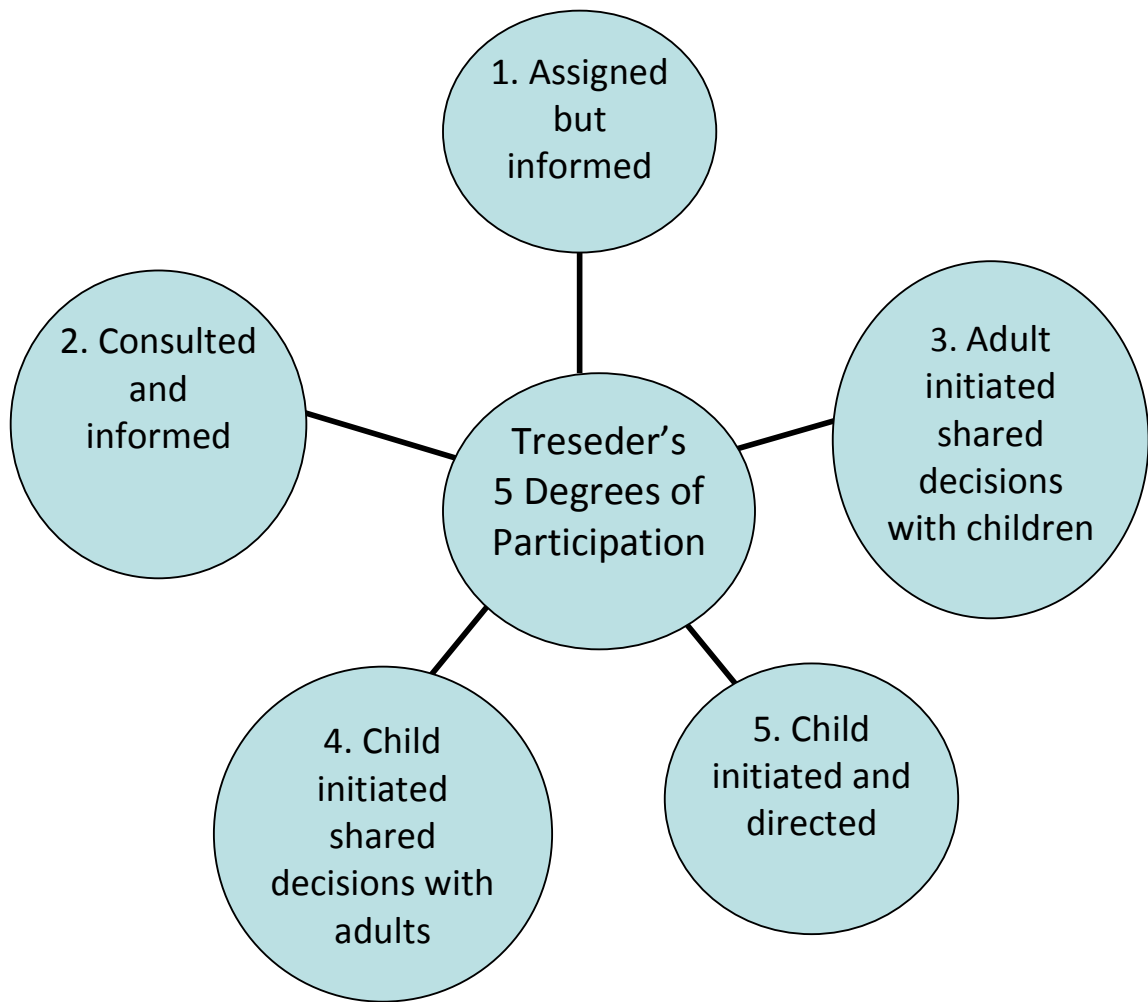 1. Assigned
but
informed
2. Consulted
and
informed
3. Adult
initiated
shared
decisions
with children
Treseder’s
5 Degrees of
Participation
4. Child
initiated
shared
decisions with
adults
5. Child
initiated and
directed